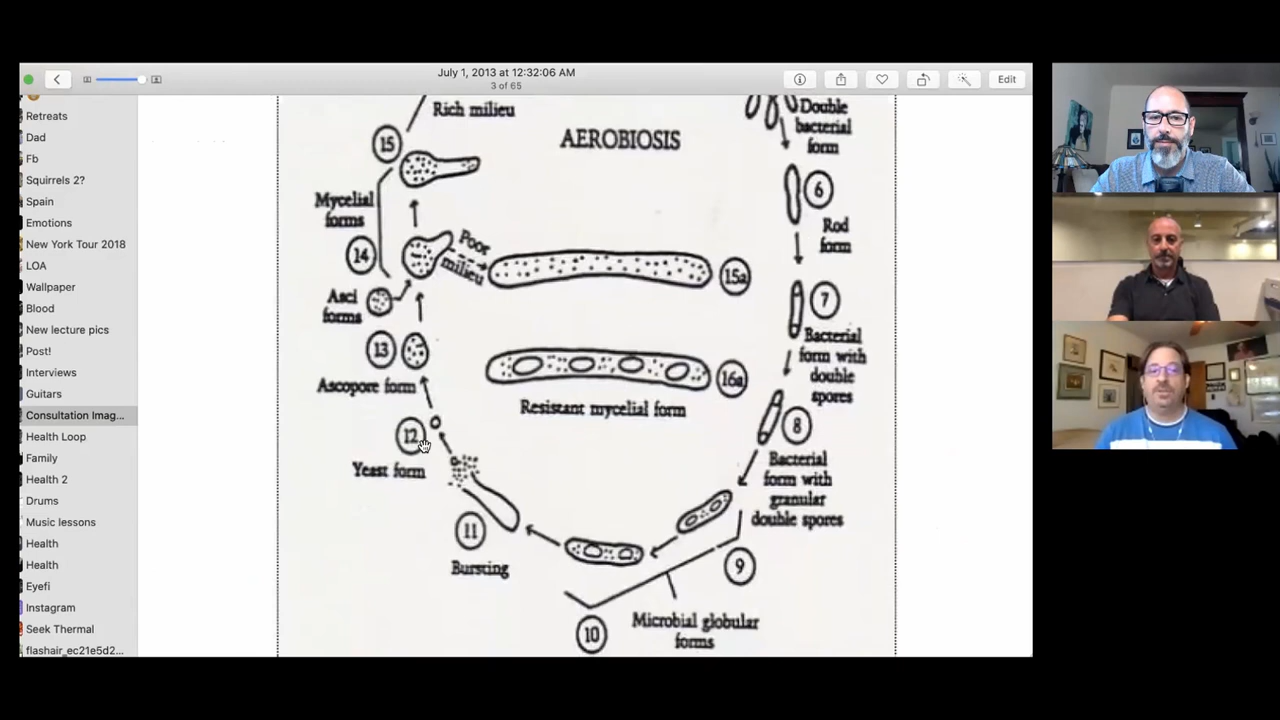 July 1, 2013 at 12:32:06 AM
3 of 65
Edit
Retreats
Dad
Fb
Squirrels 2?
Spain
Emotions
New York Tour 2018
LOA
Wallpaper
Blood
New lecture pics
Post!
Interviews
Guitars
Consultation Imag...
Health Loop
Family
Health 2
Drums
Music lessons
Health
Health
Eyefi
Instagram
Seek Thermal
flashair_ec21e5d2...
Rich milieu
AEROBIOSIS
15
Mycelial
forms
14
Poor
milieu
15a
Asci
forms
13
Ascopore form
16a
Resistant mycelial form
12
Yeast form
11
Bursting
10
Microbial globular
forms
9
Double
bacterial
form
6
Rod
form
7
Bacterial
form with
double
spores
8
Bacterial
form with
granular
double spores